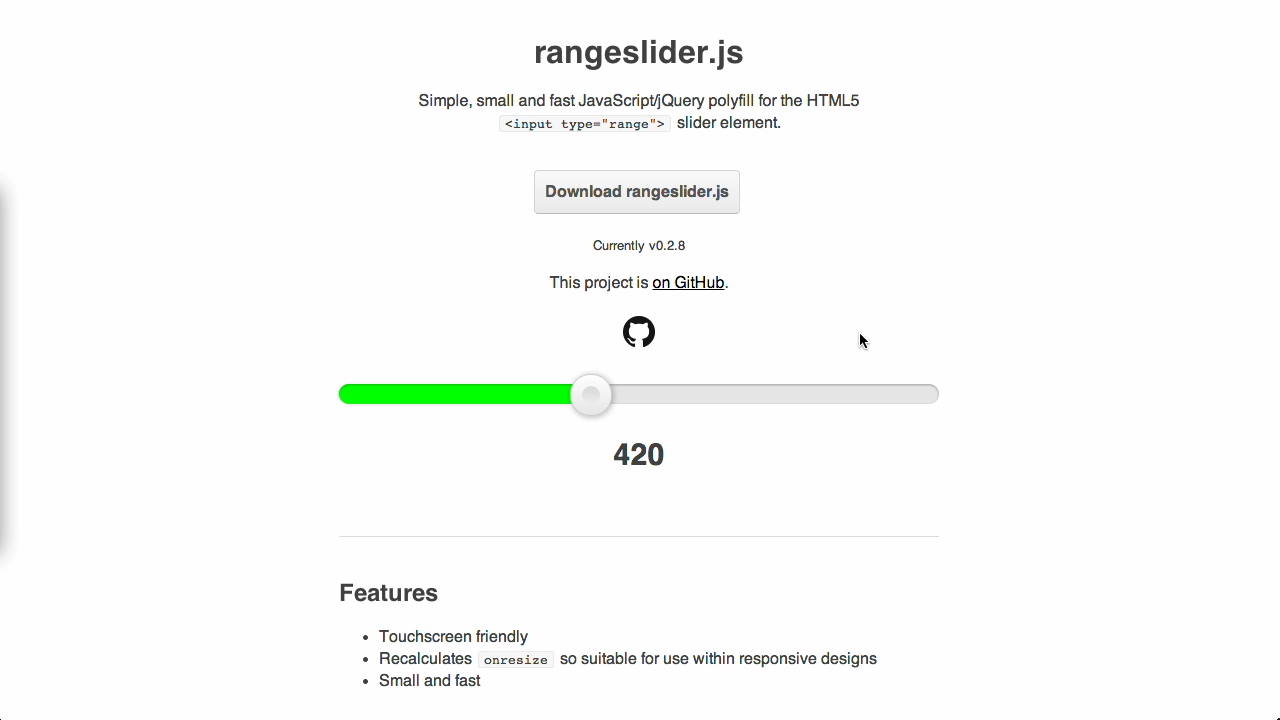 rangeslider.js
Simple, small and fast JavaScript/jQuery polyfill for the HTML5
<input type="range"> slider element.
Download rangeslider.js
Currently v0.2.8
This project is on GitHub.
420
Features
• Touchscreen friendly
• Recalculates onresize so suitable for use within responsive designs
• Small and fast